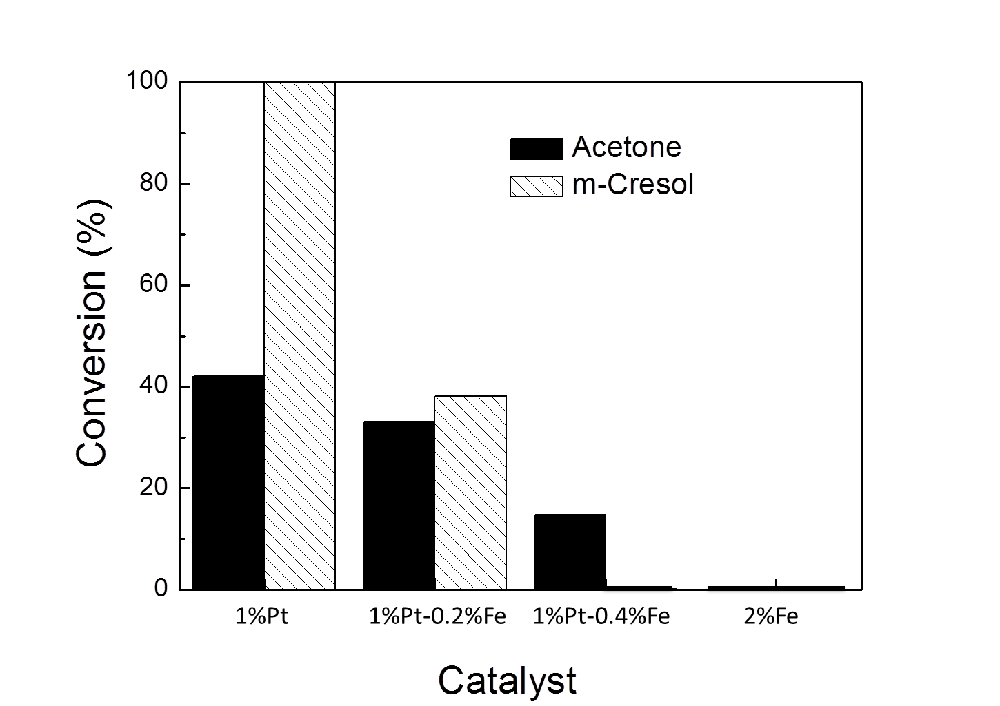 100
80
60
40
20
0
Conversion (%)
Acetone
m-Cresol
1%Pt
1%Pt-0.2%Fe
1%Pt-0.4%Fe
2%Fe
Catalyst